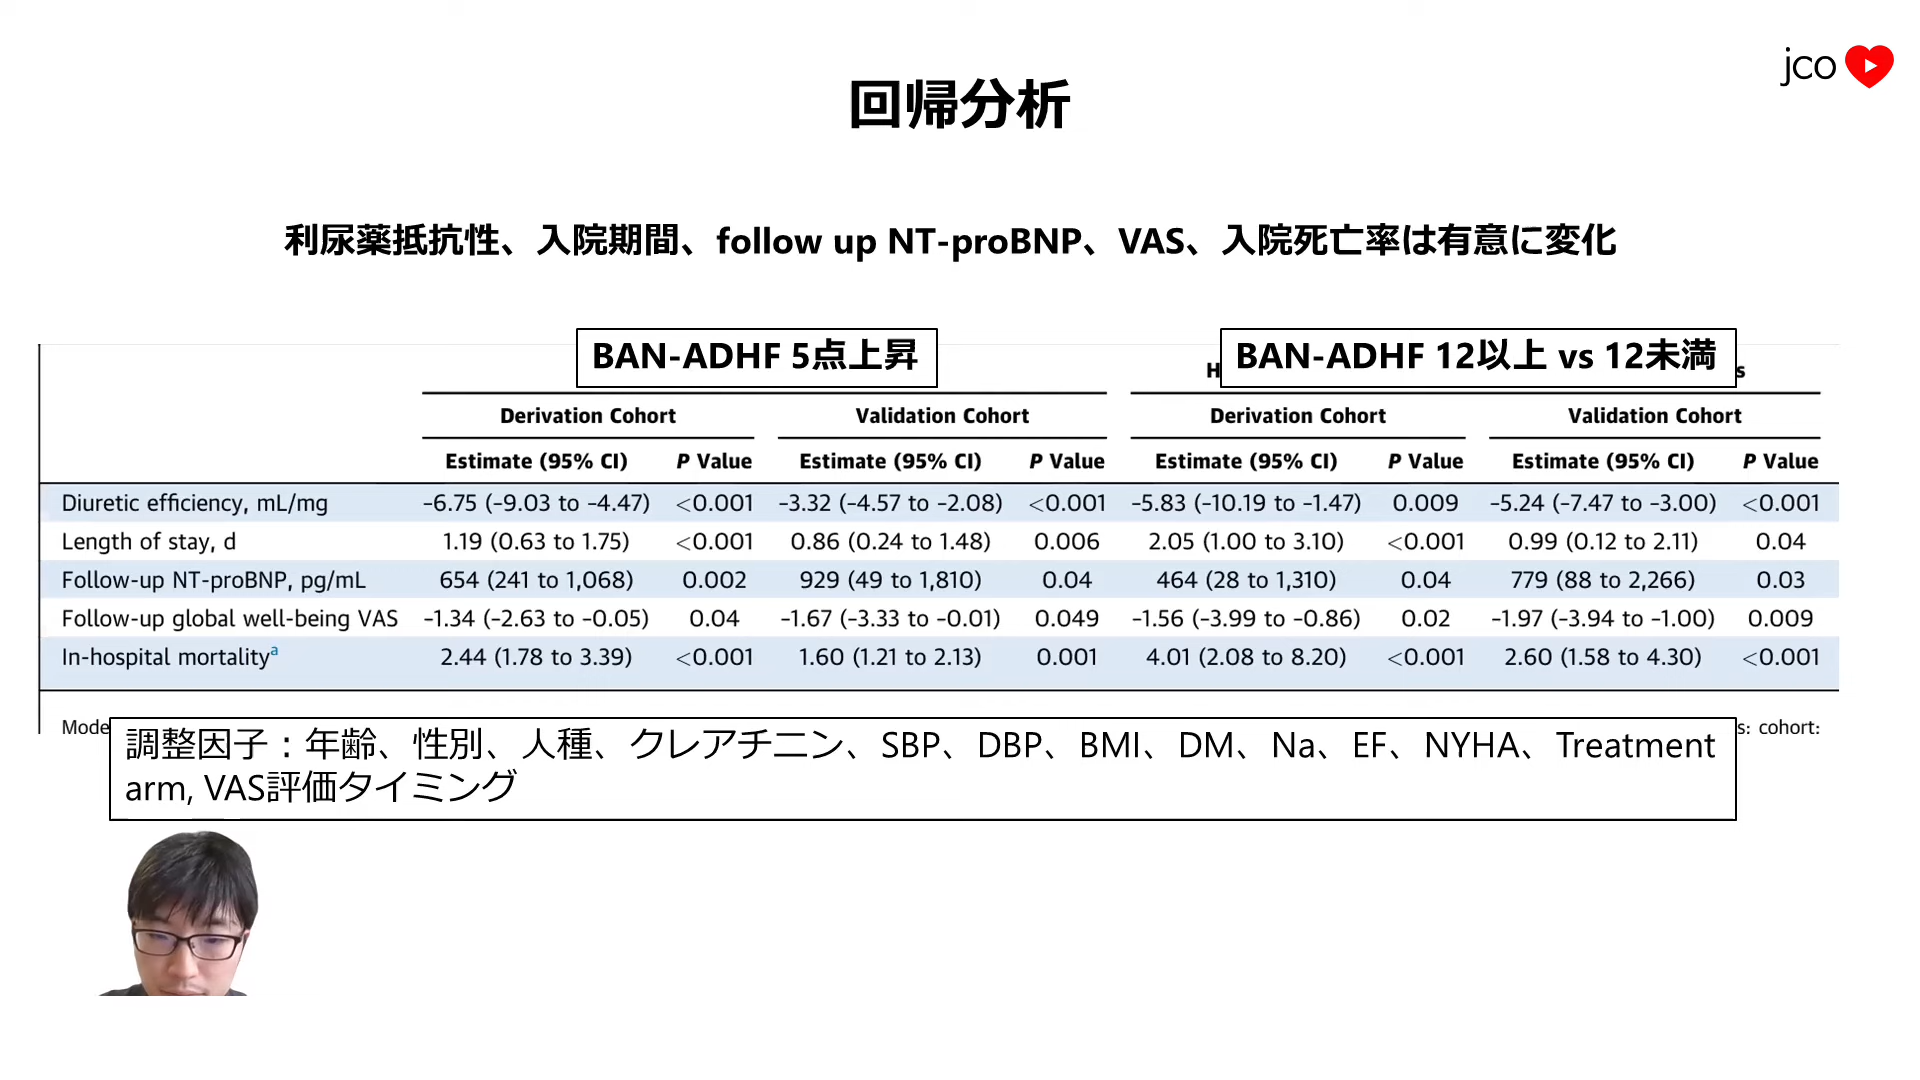 jco
回帰分析
利尿薬抵抗性、入院期間、follow up NT-proBNP、VAS、入院死亡率は有意に変化
BAN-ADHF 5点上昇 BAN-ADHF 12以上 vs 12未満
Derivation Cohort Validation Cohort Derivation Cohort Validation Cohort
Estimate (95% CI) P Value Estimate (95% CI) P Value Estimate (95% CI) P Value Estimate (95% CI) P Value
Diuretic efficiency, mL/mg –6.75 (–9.03 to –4.47) <0.001 –3.32 (–4.57 to –2.08) <0.001 –5.83 (–10.19 to –1.47) 0.009 –5.24 (–7.47 to –3.00) <0.001
Length of stay, d 1.19 (0.63 to 1.75) <0.001 0.86 (0.24 to 1.48) 0.006 2.05 (1.00 to 3.10) <0.001 0.99 (0.12 to 2.11) 0.04
Follow-up NT-proBNP, pg/mL 654 (241 to 1,068) 0.002 929 (49 to 1,810) 0.04 464 (28 to 1,310) 0.04 779 (88 to 2,266) 0.03
Follow-up global well-being VAS –1.34 (–2.63 to –0.05) 0.04 –1.67 (–3.33 to –0.01) 0.049 –1.56 (–3.99 to –0.86) 0.02 –1.97 (–3.94 to –1.00) 0.009
In-hospital mortalityᵃ 2.44 (1.78 to 3.39) <0.001 1.60 (1.21 to 2.13) 0.001 4.01 (2.08 to 8.20) <0.001 2.60 (1.58 to 4.30) <0.001
cohort:
調整因子：年齢、性別、人種、クレアチニン、SBP、DBP、BMI、DM、Na、EF、NYHA、Treatment
arm, VAS評価タイミング